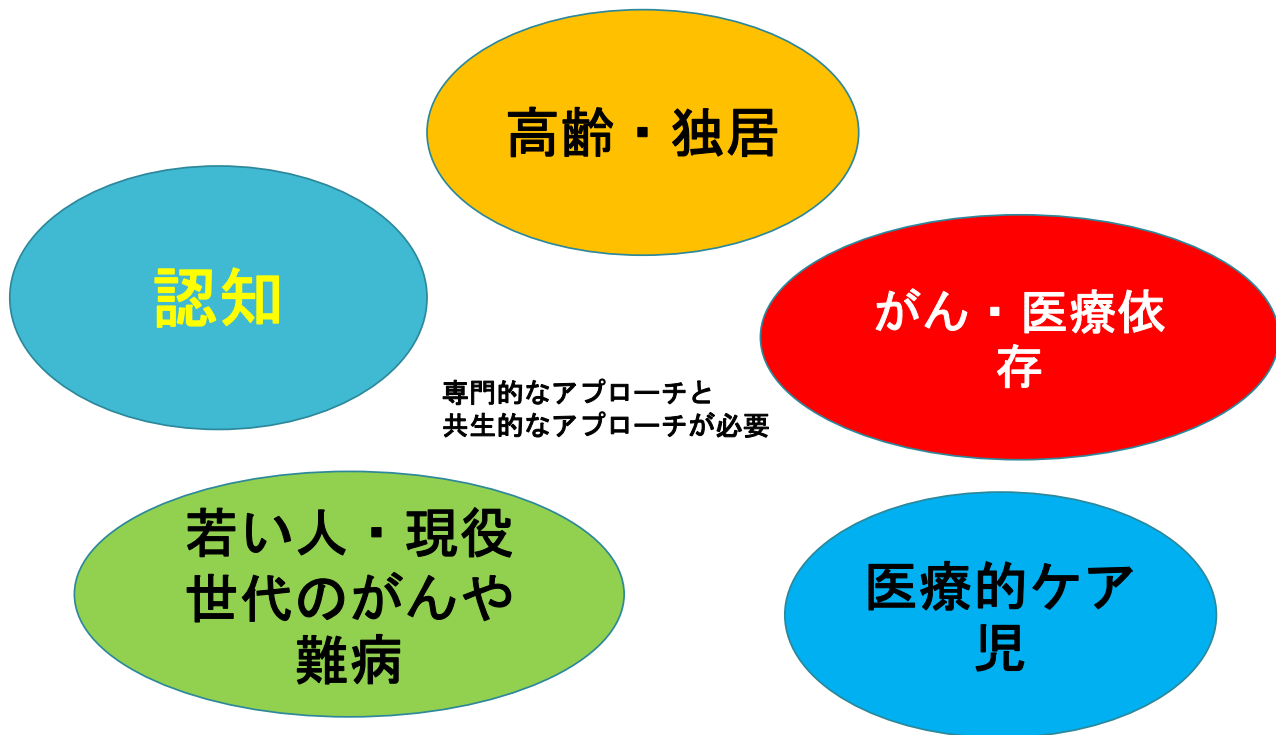 高齢・独居
認知
がん・医療依
存
専門的なアプローチと
共生的なアプローチが必要
若い人・現役
世代のがんや
難病
医療的ケア
児